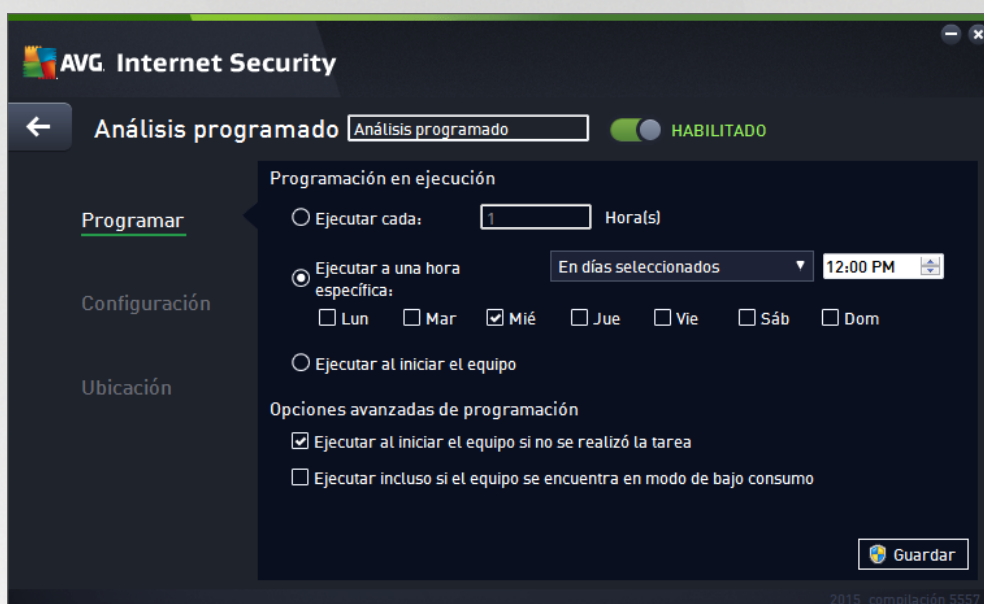 AVG. Internet Security
Análisis programado
Análisis programado
HABILITADO
Programar
Configuración
Ubicación
Programación en ejecución
Ejecutar cada:
1
Hora(s)
Ejecutar a una hora
específica:
En días seleccionados
12:00 PM
Lun Mar Mié Jue Vie Sáb Dom
Ejecutar al iniciar el equipo
Opciones avanzadas de programación
Ejecutar al iniciar el equipo si no se realizó la tarea
Ejecutar incluso si el equipo se encuentra en modo de bajo consumo
Guardar
2015 compilación 5557